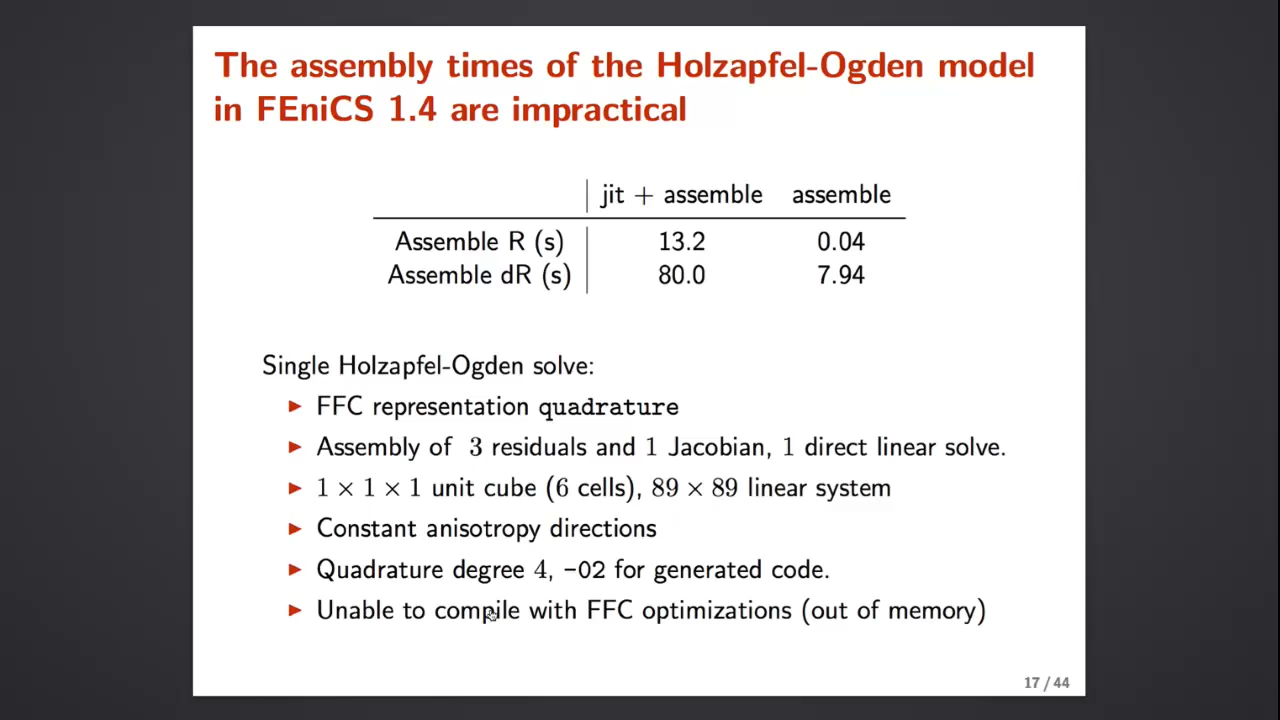 The assembly times of the Holzapfel-Ogden model
in FEniCS 1.4 are impractical
jit + assemble assemble
Assemble R (s) 13.2 0.04
Assemble dR (s) 80.0 7.94
Single Holzapfel-Ogden solve:
► FFC representation quadrature
► Assembly of 3 residuals and 1 Jacobian, 1 direct linear solve.
► 1 × 1 × 1 unit cube (6 cells), 89 × 89 linear system
► Constant anisotropy directions
► Quadrature degree 4, -O2 for generated code.
► Unable to compile with FFC optimizations (out of memory)
17 / 44